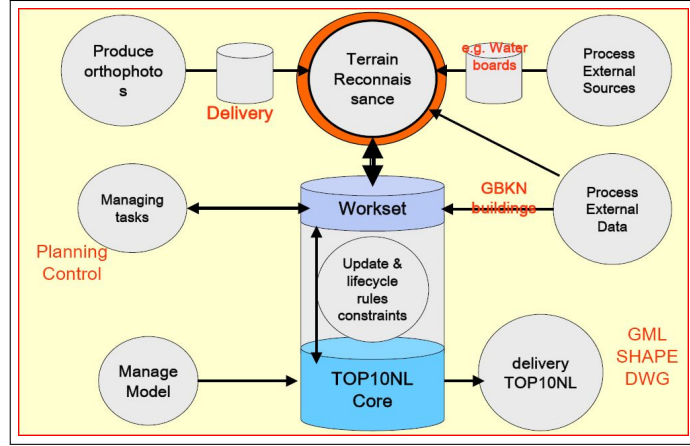 Produce
orthophoto
s
Delivery
Terrain
Reconnais
sance
e.g. Water
boards
Process
External
Sources
Managing
tasks
Planning
Control
Workset
GBKN
buildings
Process
External
Data
Update &
lifecycle
rules
constraints
Manage
Model
TOP10NL
Core
delivery
TOP10NL
GML
SHAPE
DWG